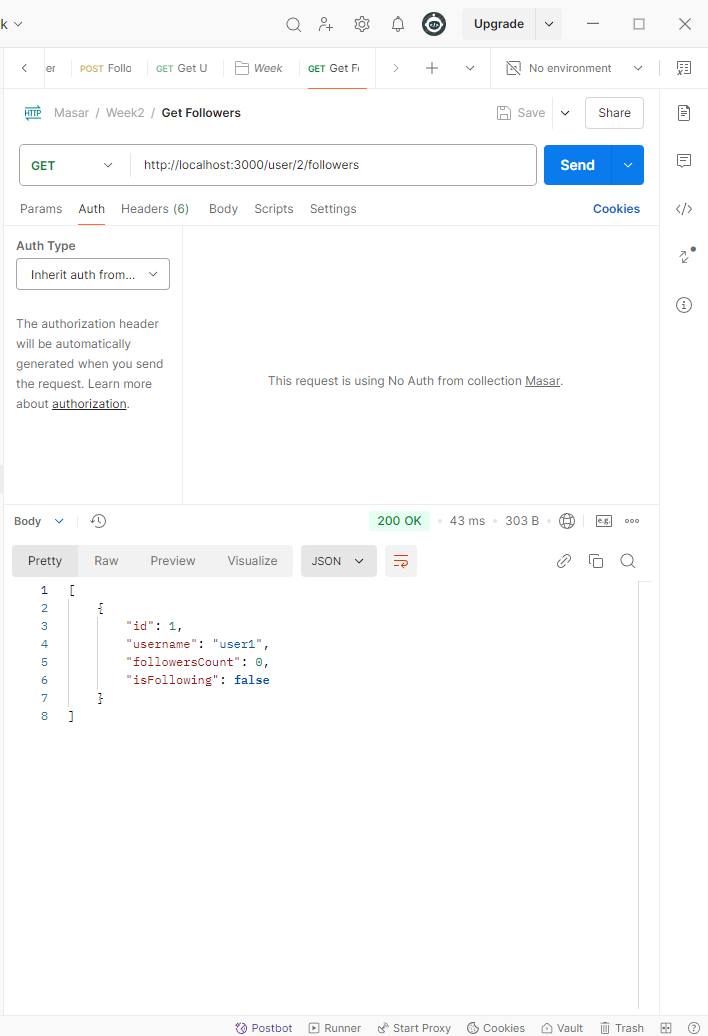 k
Upgrade
er POST Follo GET Get U Week GET Get Fo No environment
HTTP Masar / Week2 / Get Followers Save Share
GET http://localhost:3000/user/2/followers Send
Params Auth Headers (6) Body Scripts Settings Cookies
Auth Type
Inherit auth from...
The authorization header
will be automatically
generated when you send
the request. Learn more
about authorization.
This request is using No Auth from collection Masar.
Body 200 OK 43 ms 303 B e.g.
Pretty Raw Preview Visualize JSON
1 [
2 {
3 "id": 1,
4 "username": "user1",
5 "followersCount": 0,
6 "isFollowing": false
7 }
8 ]
Postbot Runner Start Proxy Cookies Vault Trash